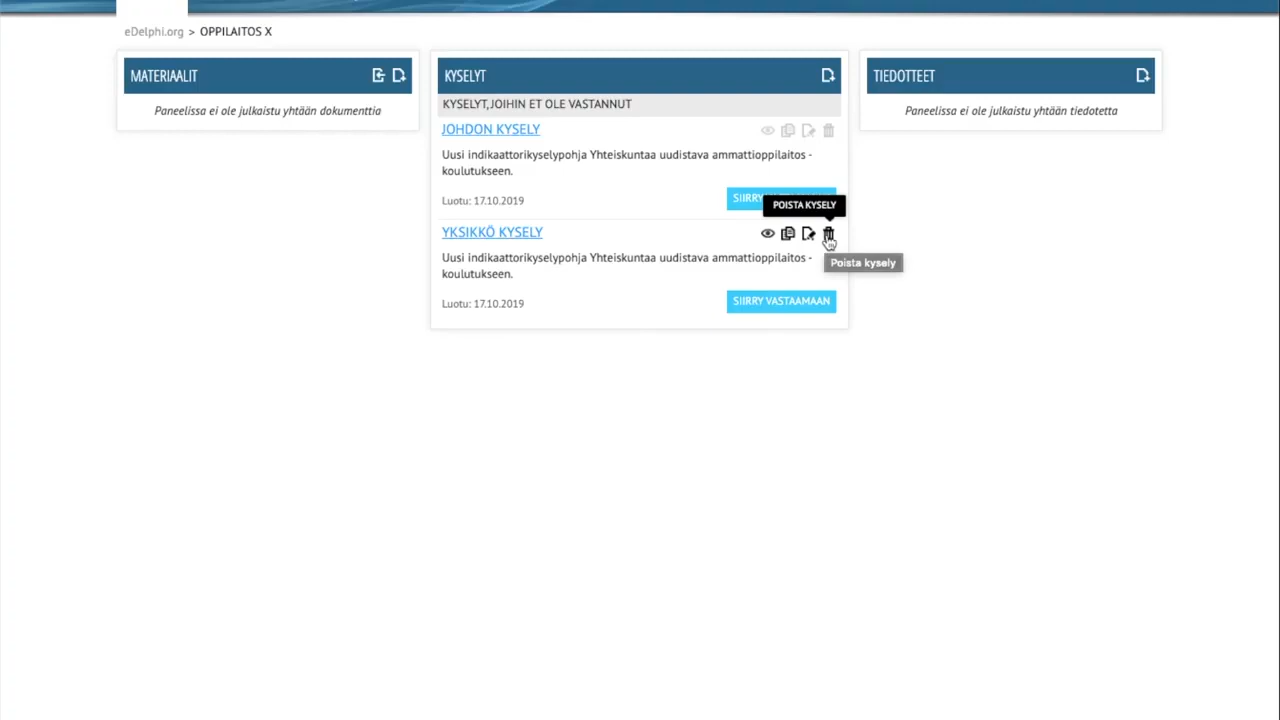 eDelphi.org > OPPILAITOS X
MATERIAALIT
Paneelissa ei ole julkaistu yhtään dokumenttia
KYSELYT
KYSELYT, JOIHIN ET OLE VASTANNUT
JOHDON KYSELY
Uusi indikaattorikyselypohja Yhteiskuntaa uudistava ammattioppilaitos -
koulutukseen.
Luotu: 17.10.2019
SIIRRY
POISTA KYSELY
YKSIKKÖ KYSELY
Poista kysely
Uusi indikaattorikyselypohja Yhteiskuntaa uudistava ammattioppilaitos -
koulutukseen.
Luotu: 17.10.2019
SIIRRY VASTAAMAAN
TIEDOTTEET
Paneelissa ei ole julkaistu yhtään tiedotetta